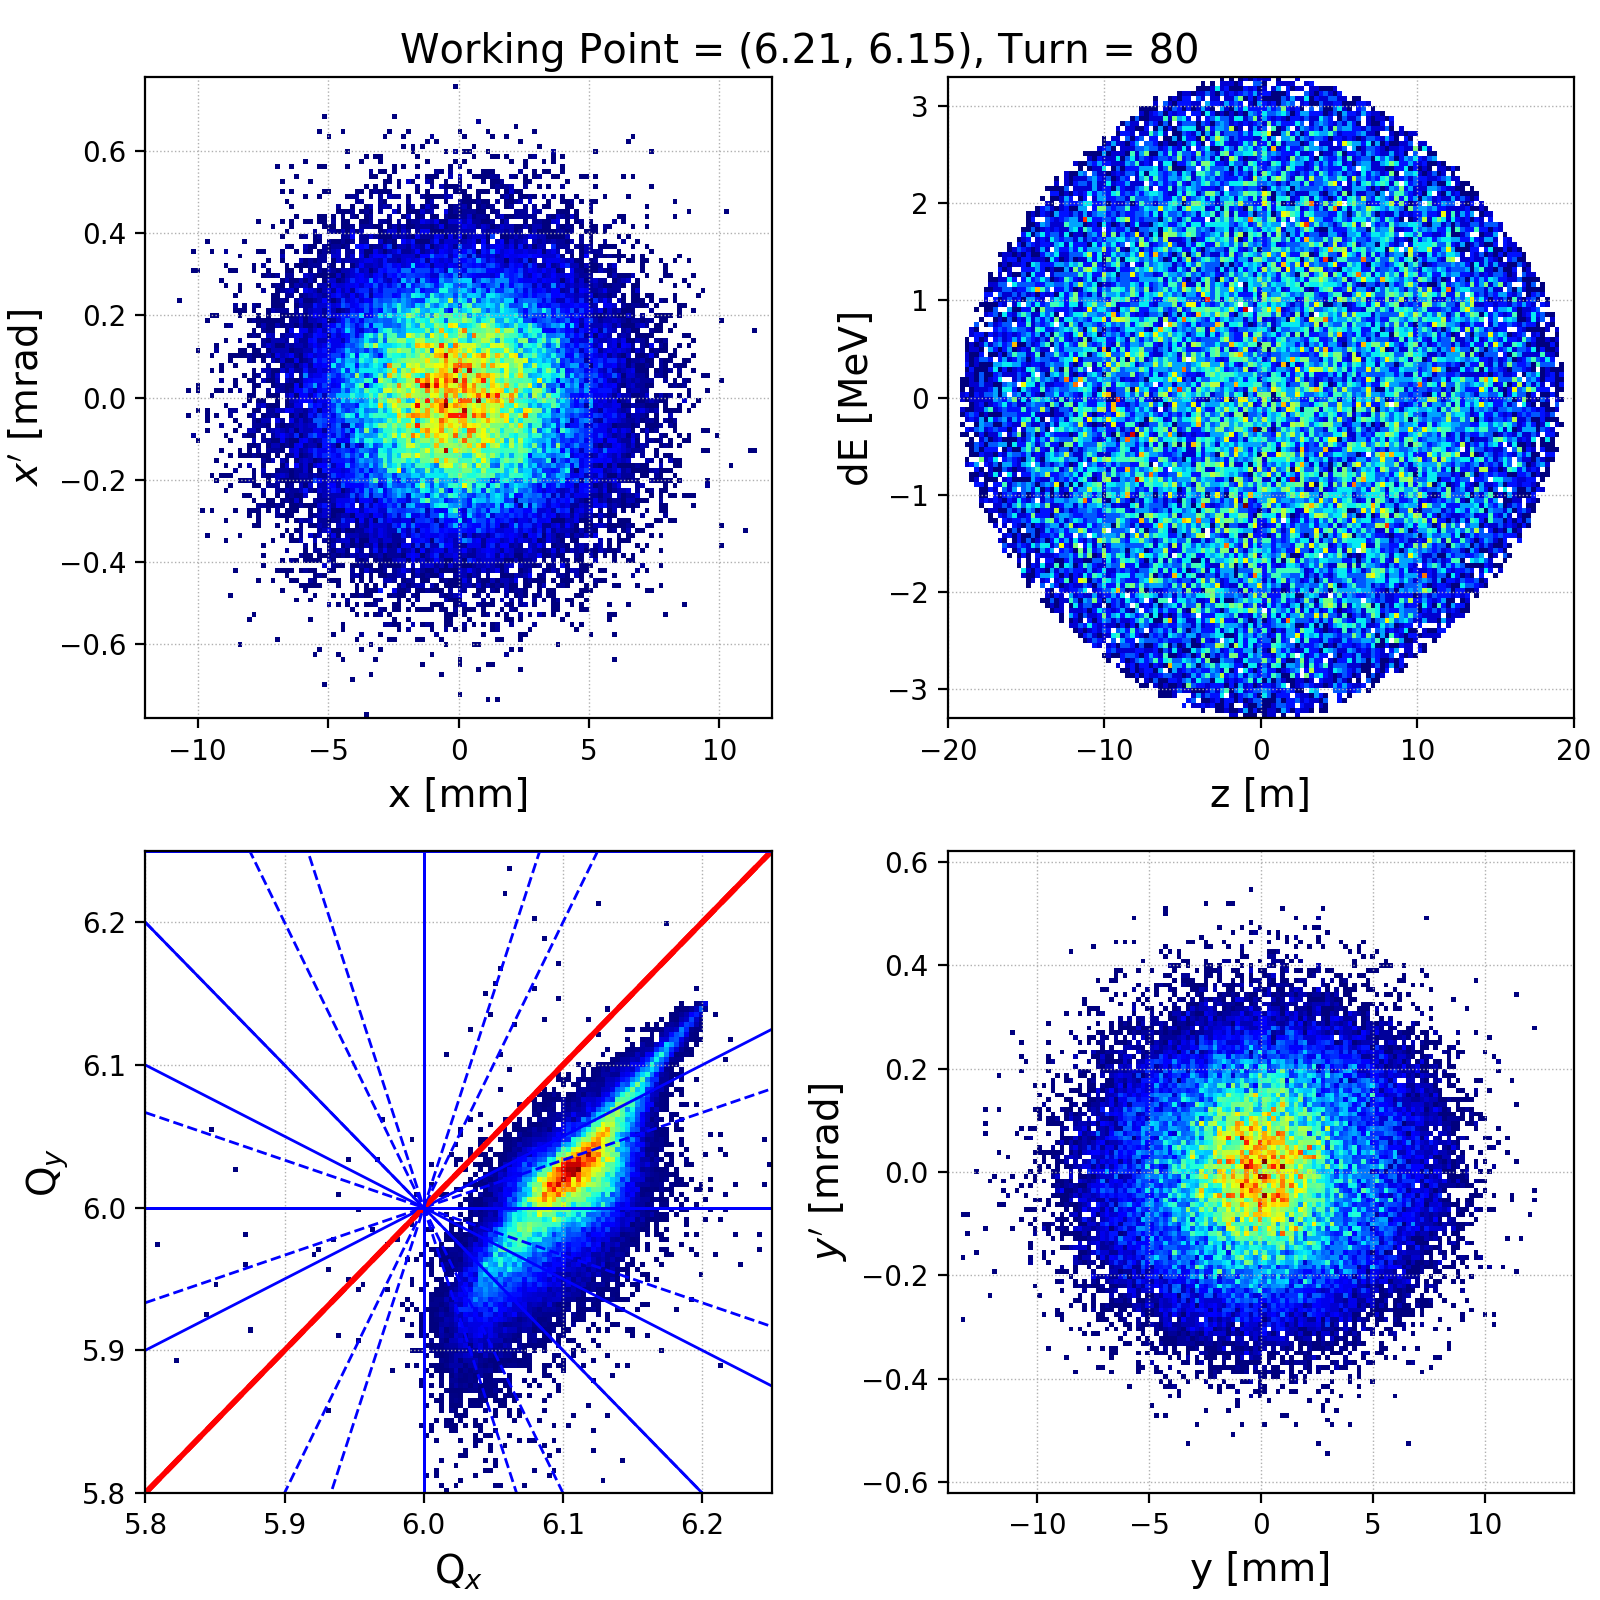 Working Point = (6.21, 6.15), Turn = 80
x′ [mrad]
0.6
0.4
0.2
0.0
−0.2
−0.4
−0.6
−10 −5 0 5 10
x [mm]
dE [MeV]
3
2
1
0
−1
−2
−3
−20 −10 0 10 20
z [m]
Qy
6.2
6.1
6.0
5.9
5.8
5.8 5.9 6.0 6.1 6.2
Qx
y′ [mrad]
0.6
0.4
0.2
0.0
−0.2
−0.4
−0.6
−10 −5 0 5 10
y [mm]